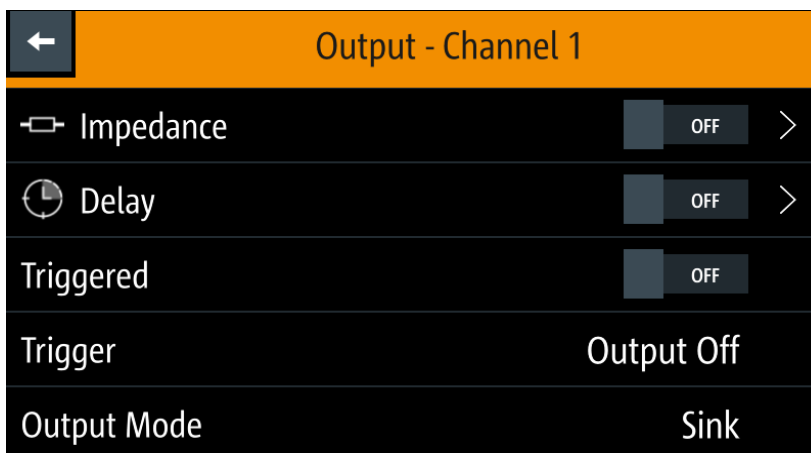 Output - Channel 1
Impedance OFF
Delay OFF
Triggered OFF
Trigger Output Off
Output Mode Sink